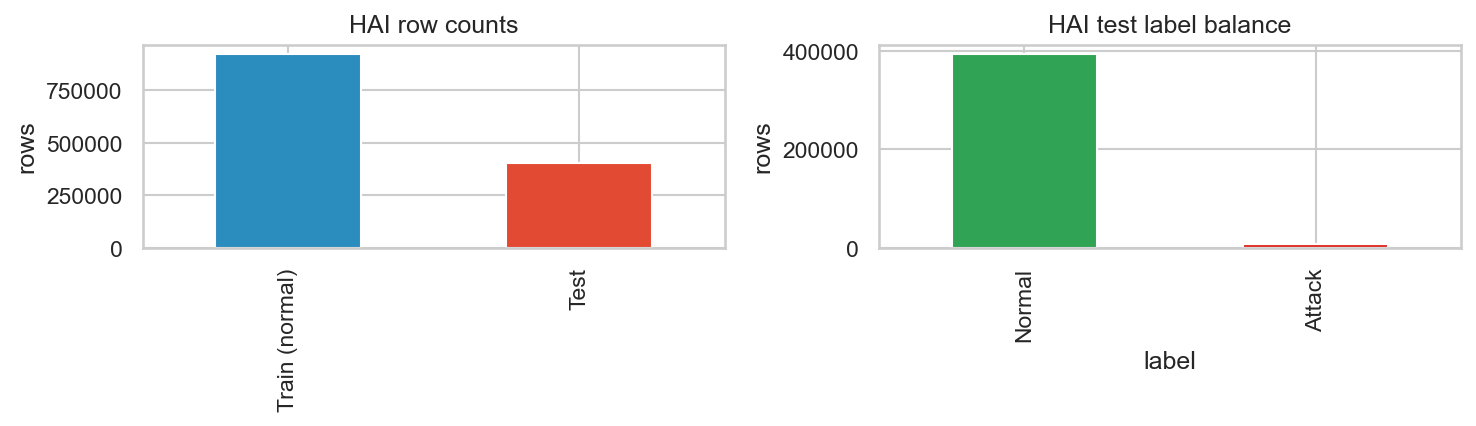 HAI row counts
rows
750000
500000
250000
0
Train (normal)
Test
HAI test label balance
rows
400000
200000
0
Normal
Attack
label